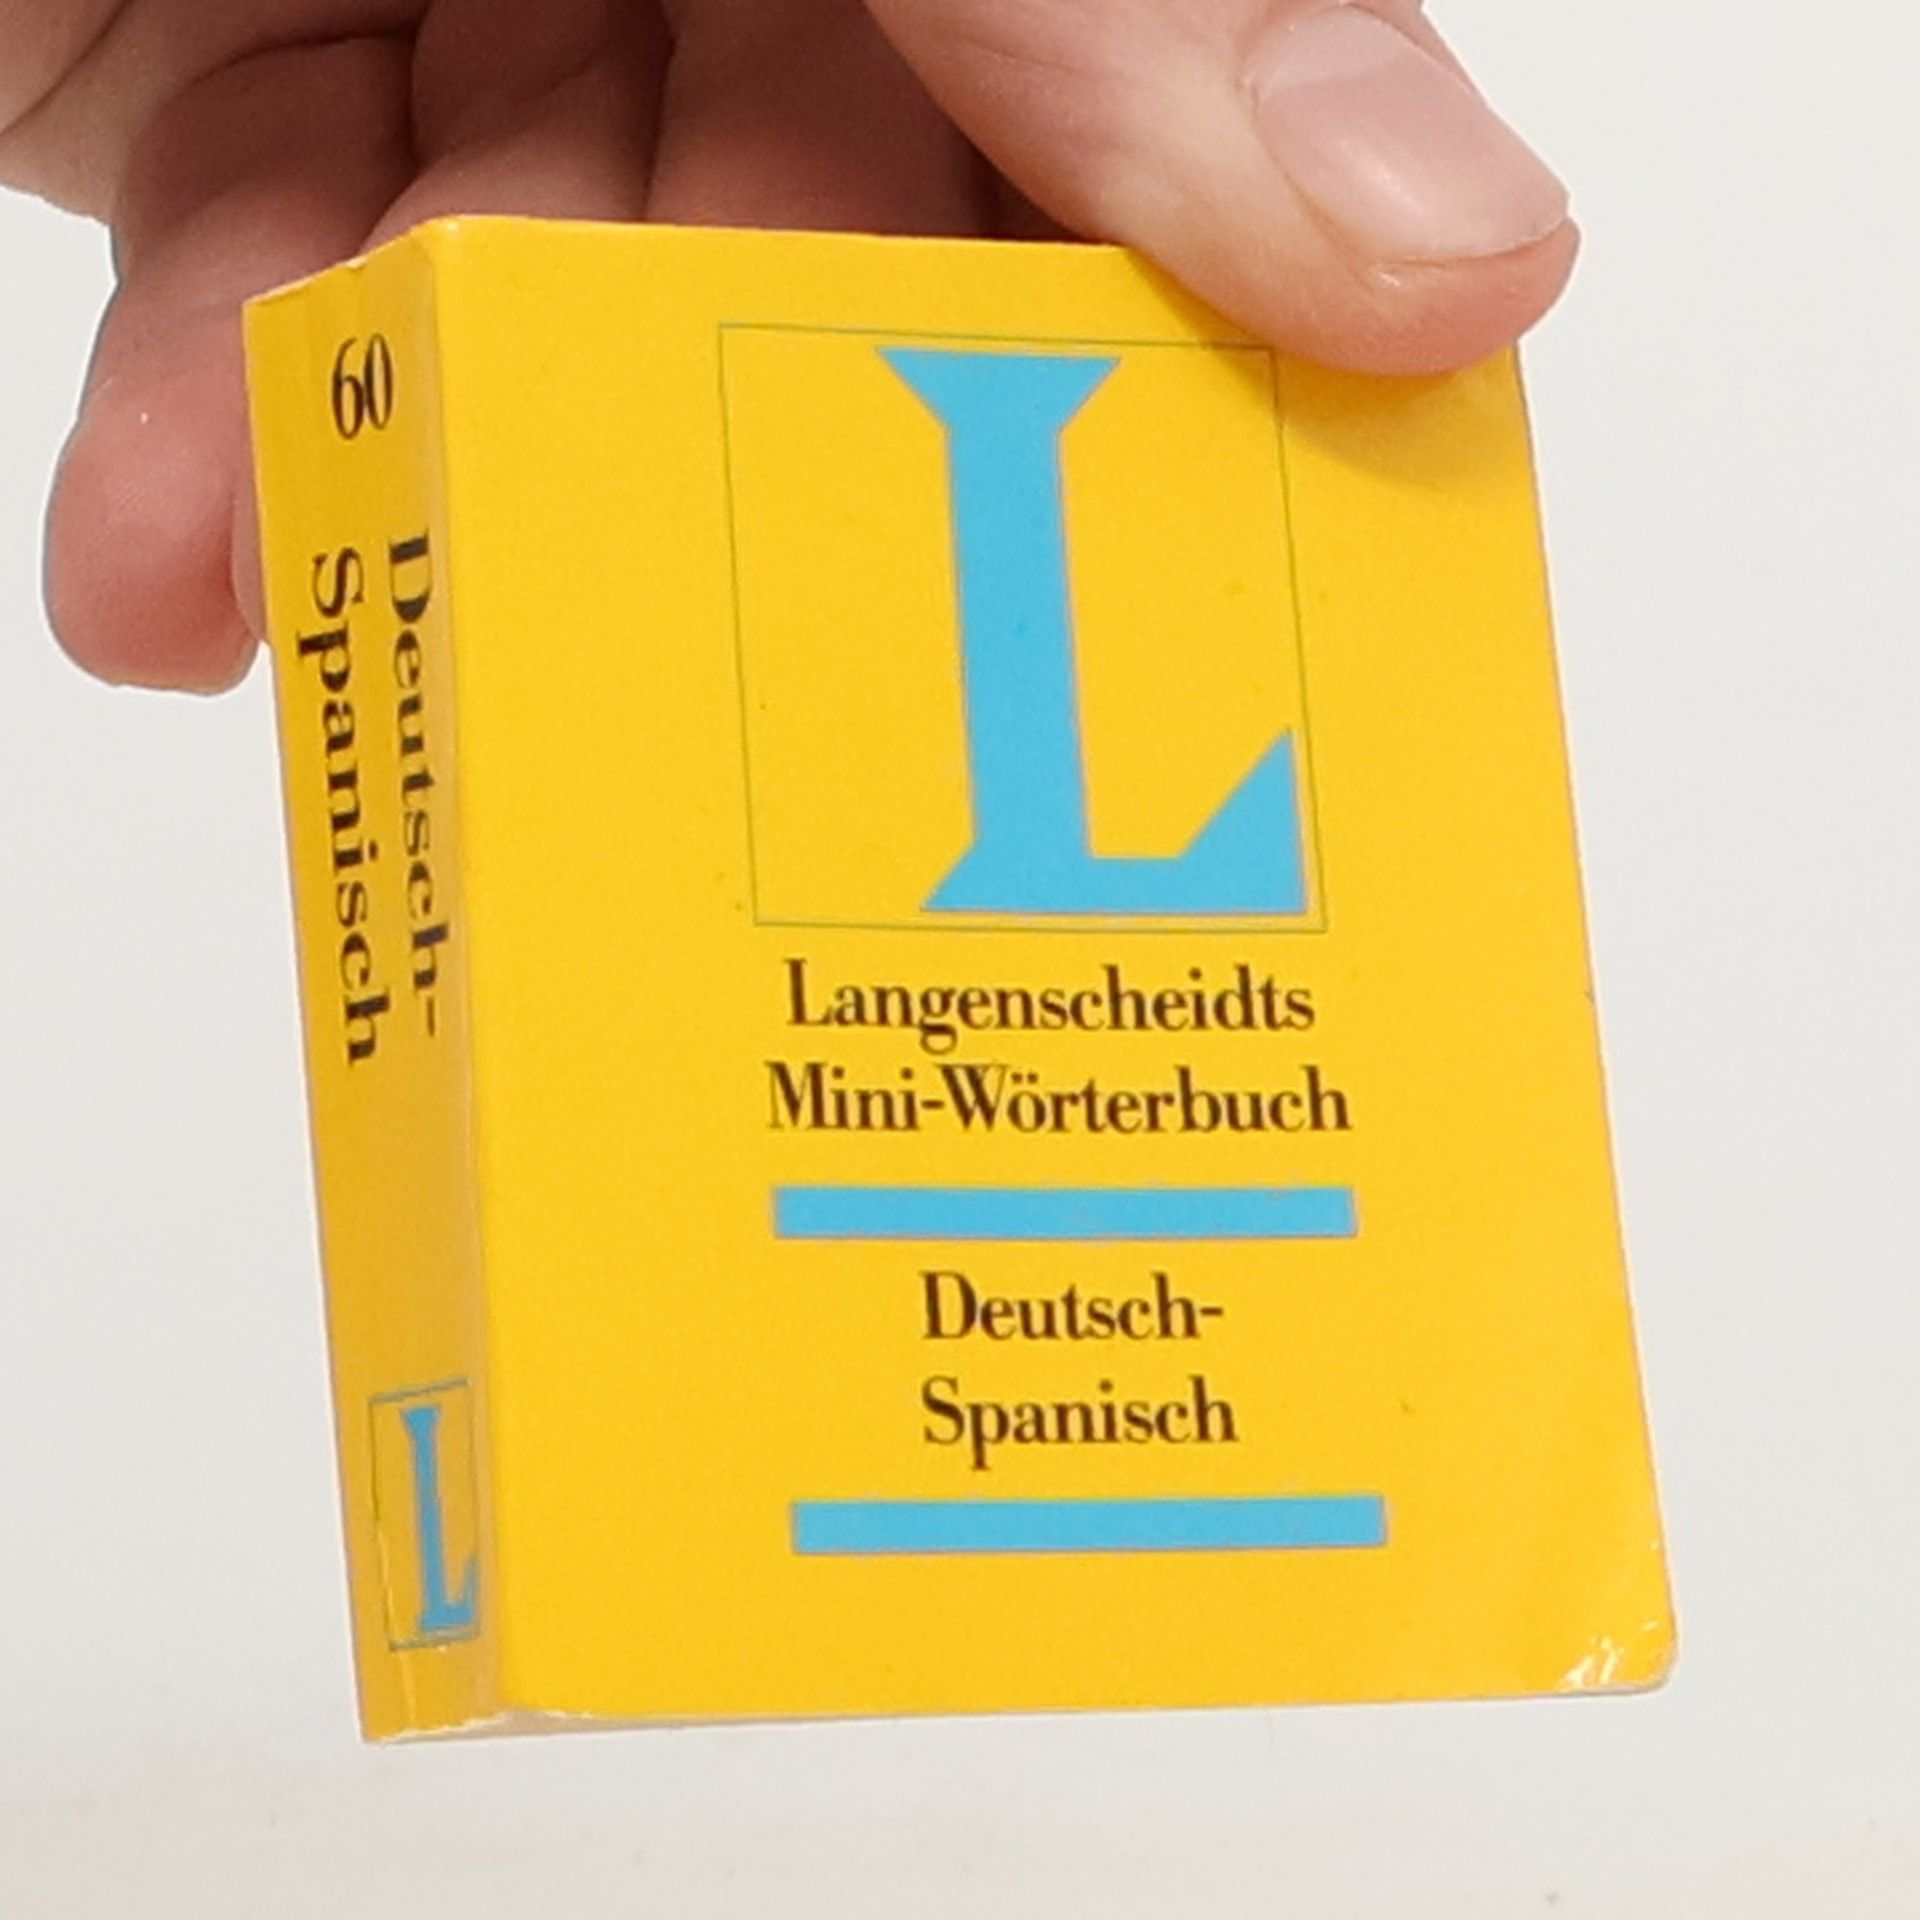 60
Deutsch-
Spanisch
L
L
Langenscheidts
Mini-Wörterbuch
Deutsch-
Spanisch